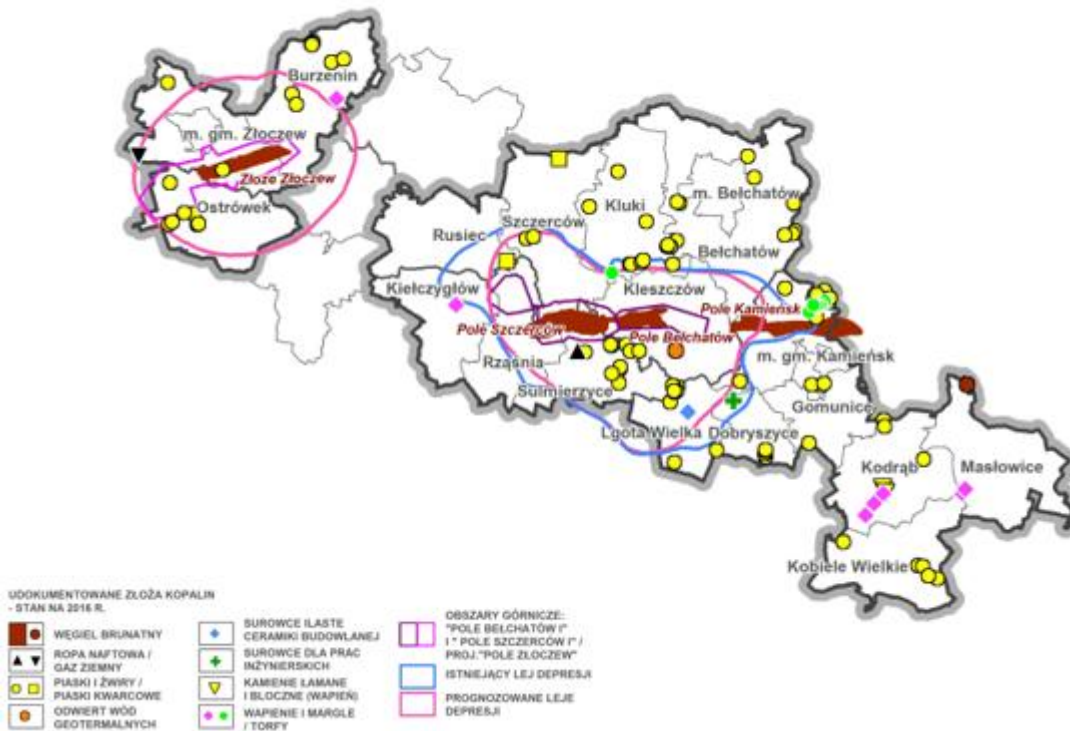 Burzenin
m. gm. Złoczew
Złoże Złoczew
Ostrówek
Rusiec
Szczerców
Kluki
m. Bełchatów
Bełchatów
Kiełczygłów
Kleszczów
Pole Kamieńsk
Pole Szczerców
Pole Bełchatów
m. gm. Kamieńsk
Rząśnia
Sulmierzyce
Gomunice
Lgota Wielka
Dobryszyce
Kodrąb
Masłowice
Kobiele Wielkie
UDOKUMENTOWANE ZŁOŻA KOPALIN
- STAN NA 2016 R.
WĘGIEL BRUNATNY
ROPA NAFTOWA /
GAZ ZIEMNY
PIASKI I ŻWIRY /
PIASKI KWARCOWE
ODWIERT WÓD
GEOTERMALNYCH
SUROWCE ILASTE
CERAMIKI BUDOWLANEJ
SUROWCE DLA PRAC
INŻYNIERSKICH
KAMIENIE ŁAMANE
I BLOCZNE (WAPIEŃ)
WAPIENIE I MARGLE
/ TORFY
OBSZARY GÓRNICZE:
"POLE BEŁCHATÓW I"
I " POLE SZCZERCÓW I" /
PROJ."POLE ZŁOCZEW"
ISTNIEJĄCY LEJ DEPRESJI
PROGNOZOWANE LEJE
DEPRESJI